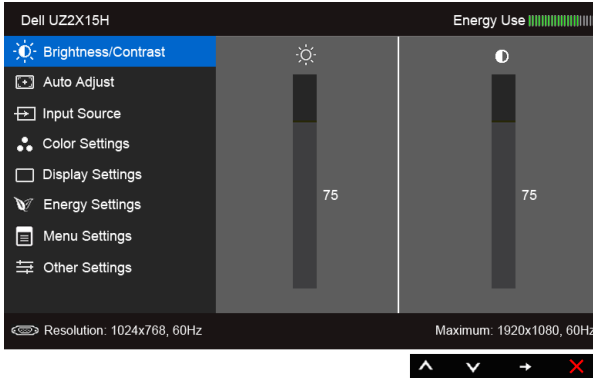 Dell UZ2X15H
Energy Use
Brightness/Contrast
Auto Adjust
Input Source
Color Settings
Display Settings
Energy Settings
Menu Settings
Other Settings
75
75
Resolution: 1024x768, 60Hz
Maximum: 1920x1080, 60Hz